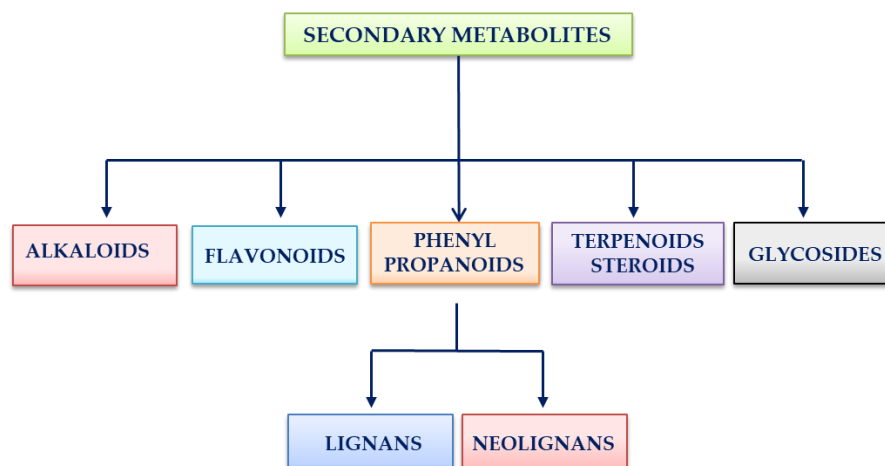 SECONDARY METABOLITES
ALKALOIDS
FLAVONOIDS
PHENYL
PROPANOIDS
TERPENOIDS
STEROIDS
GLYCOSIDES
LIGNANS
NEOLIGNANS